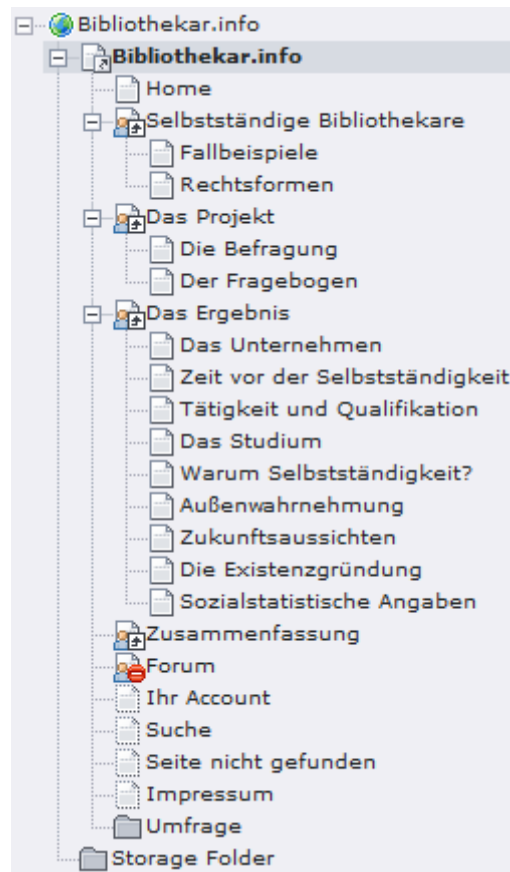 Bibliothekar.info
Bibliothekar.info
Home
Selbstständige Bibliothekare
Fallbeispiele
Rechtsformen
Das Projekt
Die Befragung
Der Fragebogen
Das Ergebnis
Das Unternehmen
Zeit vor der Selbstständigkeit
Tätigkeit und Qualifikation
Das Studium
Warum Selbstständigkeit?
Außenwahrnehmung
Zukunftsaussichten
Die Existenzgründung
Sozialstatistische Angaben
Zusammenfassung
Forum
Ihr Account
Suche
Seite nicht gefunden
Impressum
Umfrage
Storage Folder